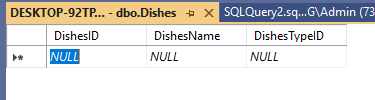 DESKTOP-92TP... - dbo.Dishes SQLQuery2.sq...G\Admin (73
DishesID DishesName DishesTypeID
NULL NULL NULL